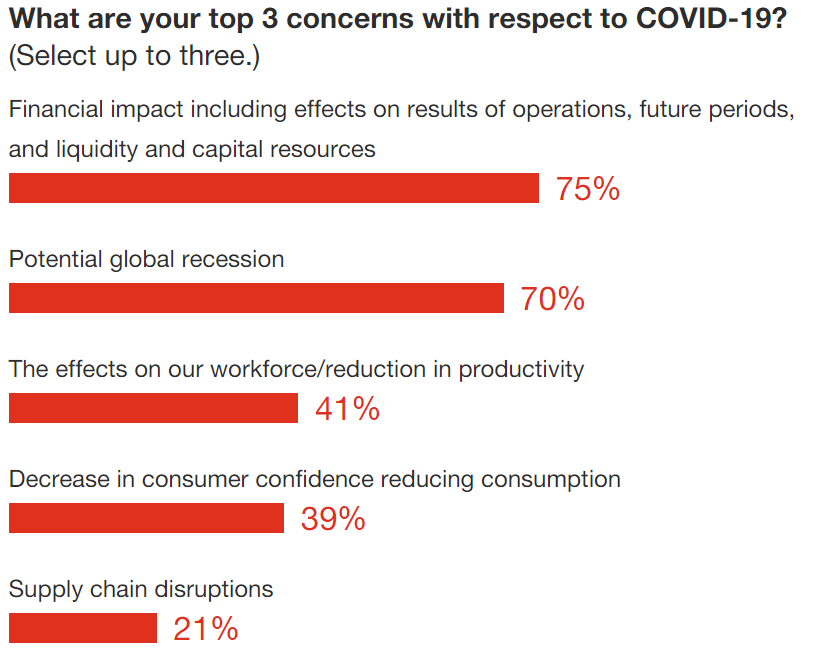 What are your top 3 concerns with respect to COVID-19?
(Select up to three.)
Financial impact including effects on results of operations, future periods,
and liquidity and capital resources
75%
Potential global recession
70%
The effects on our workforce/reduction in productivity
41%
Decrease in consumer confidence reducing consumption
39%
Supply chain disruptions
21%